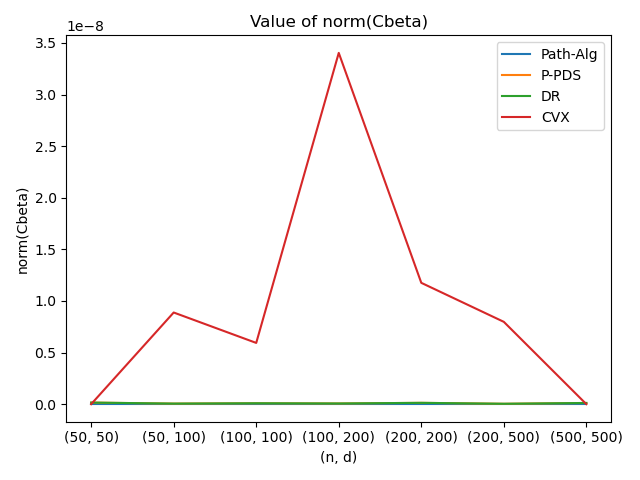 Value of norm(Cbeta)
1e−8
3.5
3.0
2.5
2.0
1.5
1.0
0.5
0.0
norm(Cbeta)
Path-Alg
P-PDS
DR
CVX
(50, 50) (50, 100) (100, 100) (100, 200) (200, 200) (200, 500) (500, 500)
(n, d)